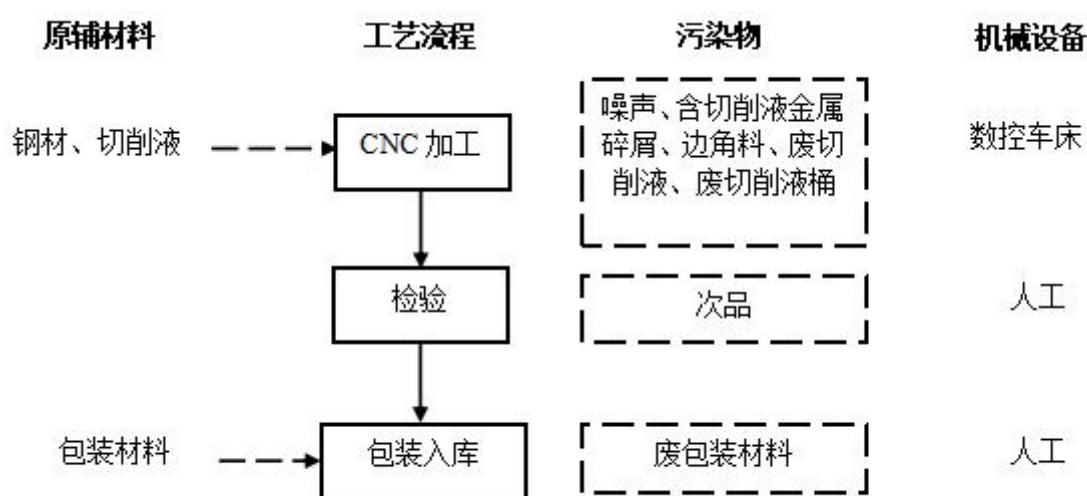 原辅材料 工艺流程 污染物 机械设备
钢材、切削液 CNC 加工 噪声、含切削液金属
碎屑、边角料、废切
削液、废切削液桶 数控车床
检验 次品 人工
包装材料 包装入库 废包装材料 人工